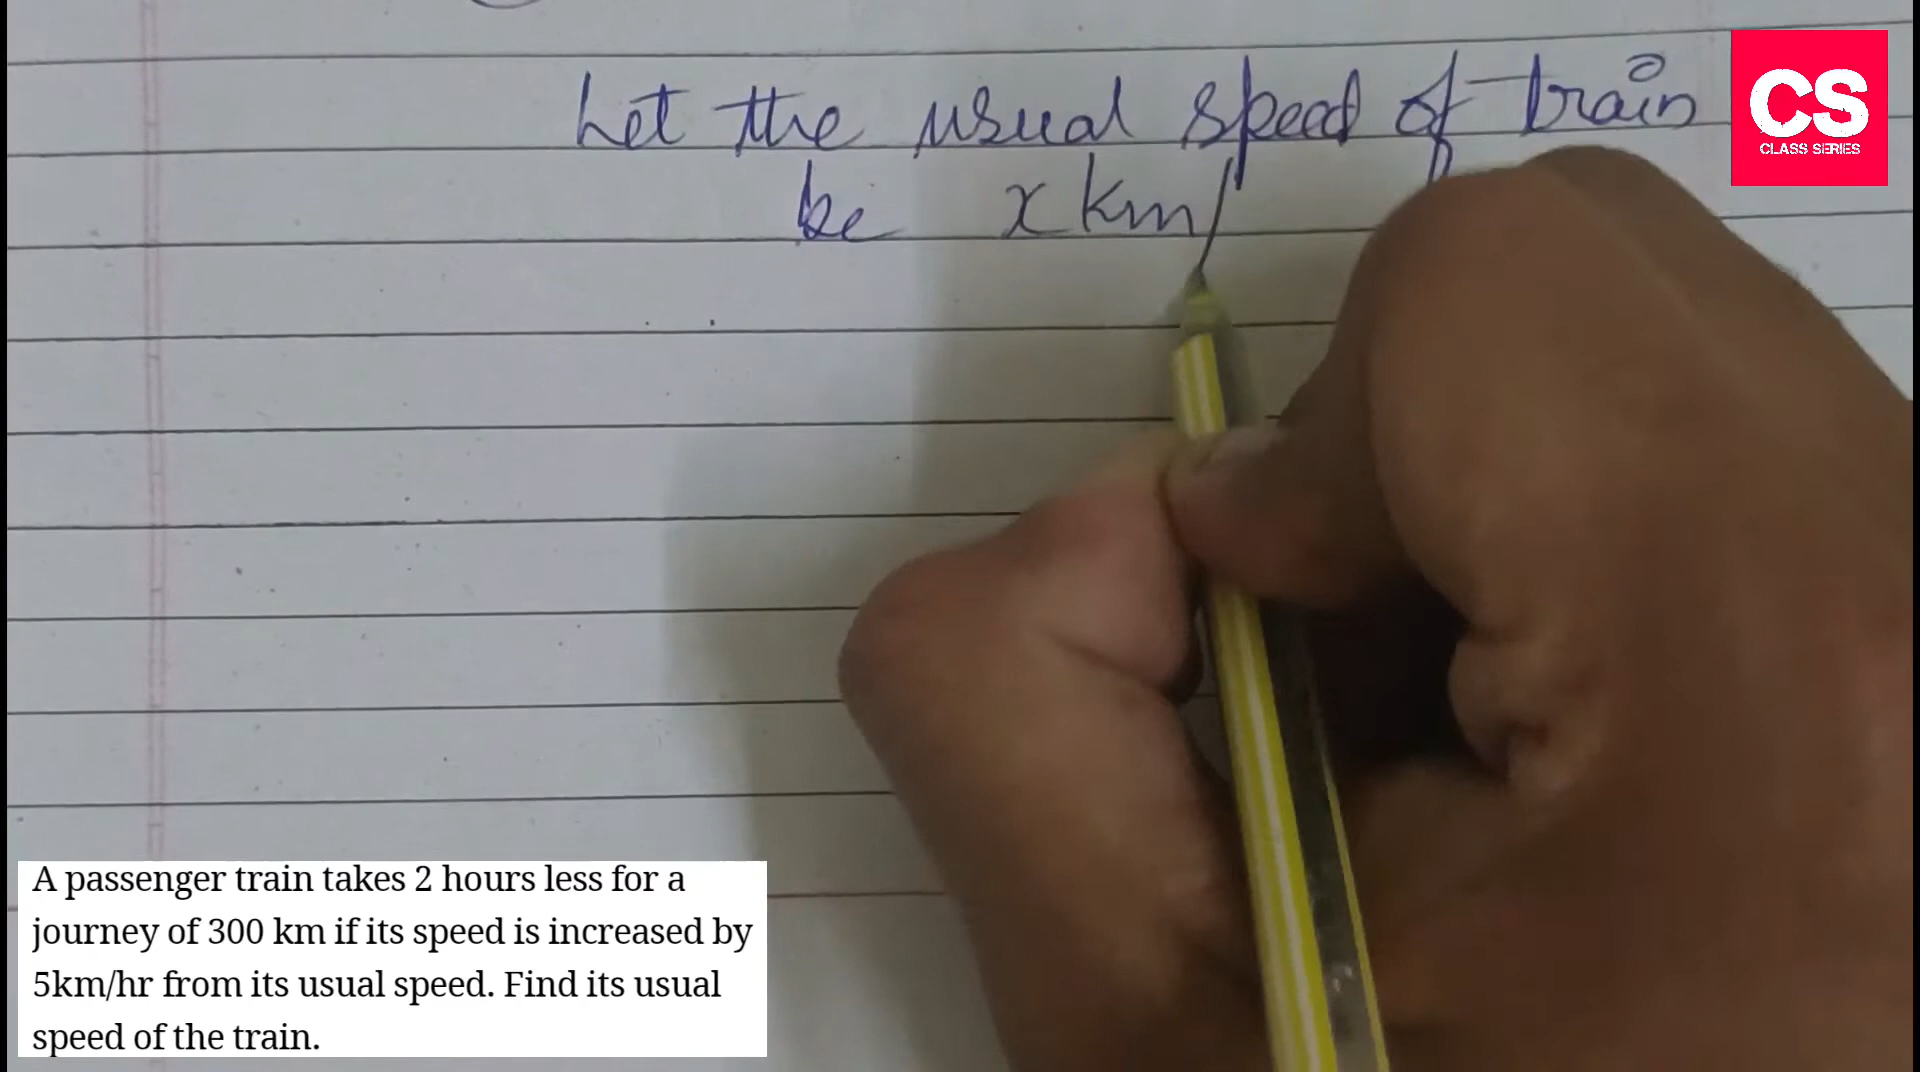 Let the usual speed of train
be x km/
CS
CLASS SERIES
A passenger train takes 2 hours less for a
journey of 300 km if its speed is increased by
5km/hr from its usual speed. Find its usual
speed of the train.